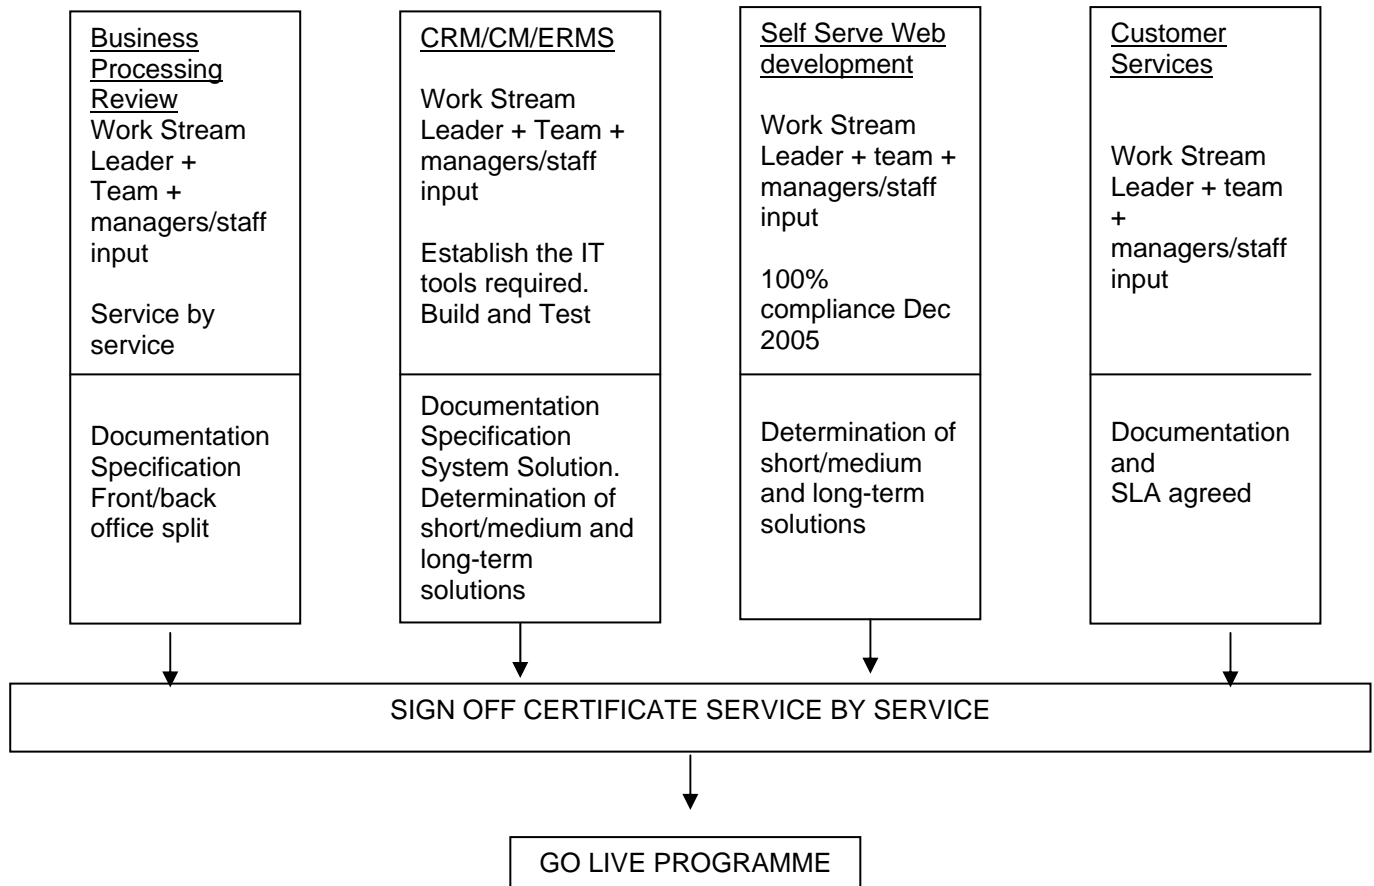 Business
Processing
Review
Work Stream
Leader +
Team +
managers/staff
input
Service by
service
Documentation
Specification
Front/back
office split
CRM/CM/ERMS
Work Stream
Leader + Team +
managers/staff
input
Establish the IT
tools required.
Build and Test
Documentation
Specification
System Solution.
Determination of
short/medium and
long-term
solutions
Self Serve Web
development
Work Stream
Leader + team +
managers/staff
input
100%
compliance Dec
2005
Determination of
short/medium
and long-term
solutions
Customer
Services
Work Stream
Leader + team
+
managers/staff
input
Documentation
and
SLA agreed
SIGN OFF CERTIFICATE SERVICE BY SERVICE
GO LIVE PROGRAMME